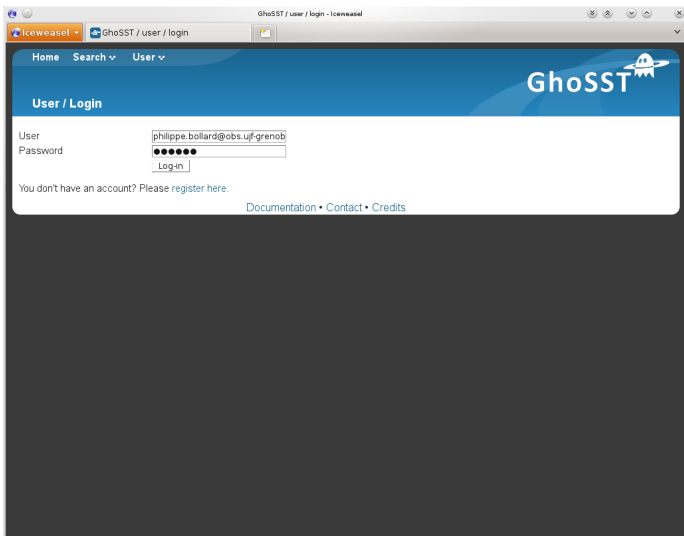 GhoSST / user / login - Iceweasel
Iceweasel
GhoSST / user / login
Home Search User
GhoSST
User / Login
User philippe.bollard@obs.ujf-grenob
Password ●●●●●●
Log-in
You don't have an account? Please register here.
Documentation • Contact • Credits